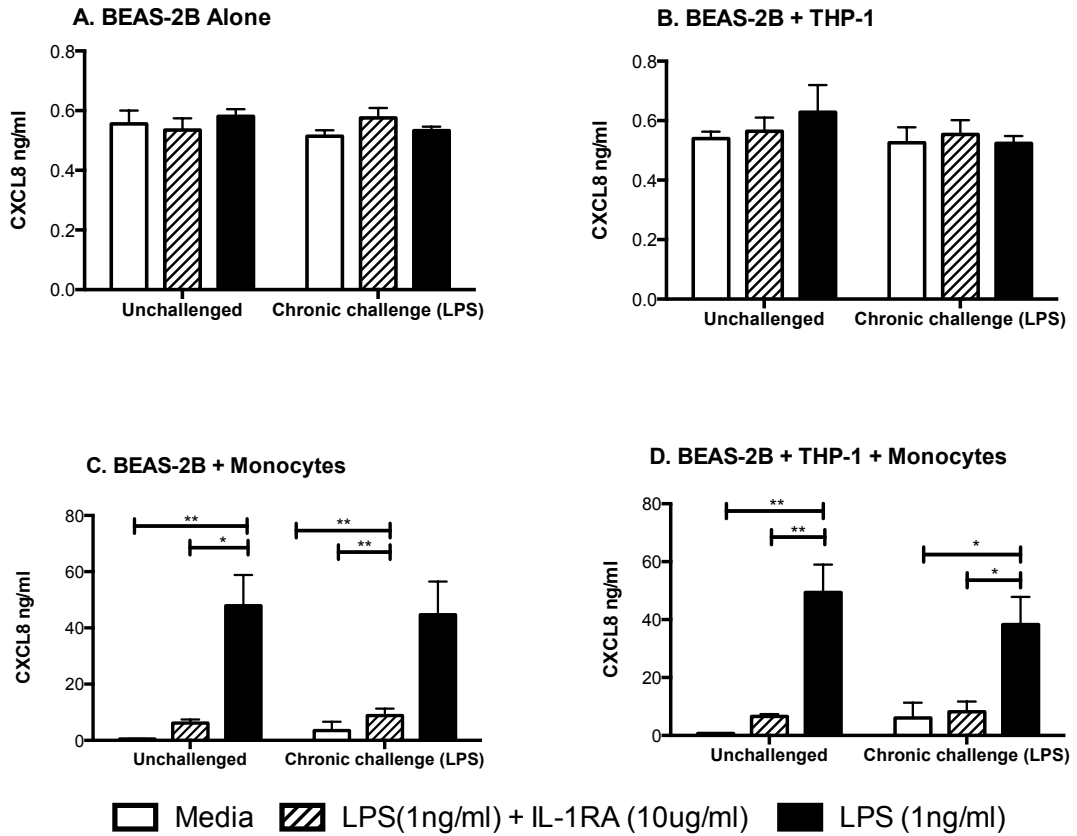 A. BEAS-2B Alone
CXCL8 ng/ml
0.8
0.6
0.4
0.2
0.0
Unchallenged
Chronic challenge (LPS)
B. BEAS-2B + THP-1
CXCL8 ng/ml
0.8
0.6
0.4
0.2
0.0
Unchallenged
Chronic challenge (LPS)
C. BEAS-2B + Monocytes
CXCL8 ng/ml
80
60
40
20
0
**
*
**
**
Unchallenged
Chronic challenge (LPS)
D. BEAS-2B + THP-1 + Monocytes
CXCL8 ng/ml
80
60
40
20
0
**
**
*
*
Unchallenged
Chronic challenge (LPS)
Media
LPS(1ng/ml) + IL-1RA (10ug/ml)
LPS (1ng/ml)